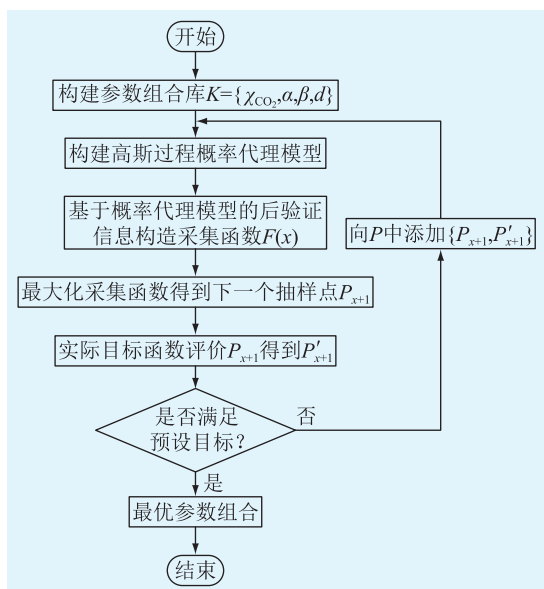 开始
构建参数组合库K={χCO₂,α,β,d}
构建高斯过程概率代理模型
基于概率代理模型的后验证
信息构造采集函数F(x)
向P中添加{Pₓ₊₁,P′ₓ₊₁}
最大化采集函数得到下一个抽样点Pₓ₊₁
实际目标函数评价Pₓ₊₁得到P′ₓ₊₁
是否满足
预设目标?
否
是
最优参数组合
结束